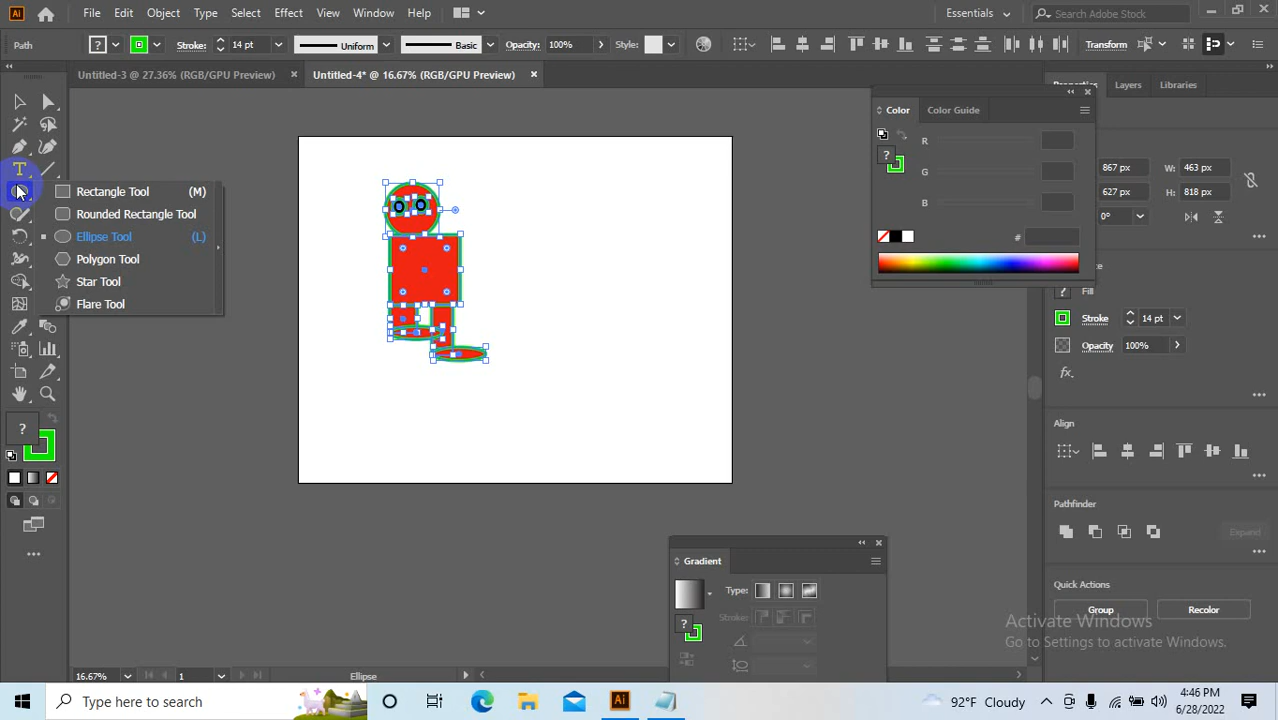 Ai File Edit Object Type Select Effect View Window Help Essentials Search Adobe Stock
Path ? Stroke: 14 pt Uniform Basic Opacity: 100% Style: Transform
Untitled-3 @ 27.36% (RGB/GPU Preview) Untitled-4* @ 16.67% (RGB/GPU Preview)
Properties Layers Libraries
Color Color Guide
R
G
B
#
?
867 px W: 463 px
627 px H: 818 px
0°
Rectangle Tool (M)
Rounded Rectangle Tool
Ellipse Tool (L)
Polygon Tool
Star Tool
Flare Tool
? Fill
Stroke 14 pt
Opacity 100%
fx
Align
Pathfinder
Expand
Quick Actions
Group Recolor
?
Gradient
Type:
Stroke:
?
Activate Windows
Go to Settings to activate Windows.
16.67% 1 Ellipse
Type here to search Ai 92°F Cloudy 4:46 PM
6/28/2022